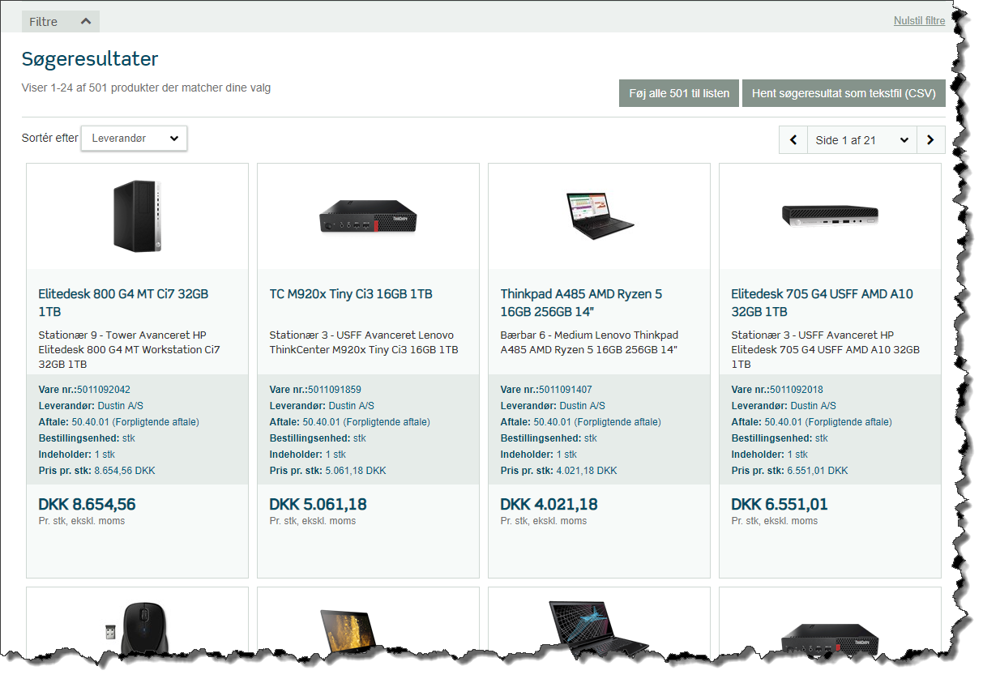 Filtre
Nulstil filtre
Søgeresultater
Viser 1-24 af 501 produkter der matcher dine valg
Føj alle 501 til listen
Hent søgeresultat som tekstfil (CSV)
Sortér efter
Leverandør
Side 1 af 21
Elitedesk 800 G4 MT Ci7 32GB
1TB
Stationær 9 - Tower Avanceret HP
Elitedesk 800 G4 MT Workstation Ci7
32GB 1TB
Vare nr.:5011092042
Leverandør: Dustin A/S
Aftale: 50.40.01 (Forpligtende aftale)
Bestillingsenhed: stk
Indeholder: 1 stk
Pris pr. stk: 8.654,56 DKK
DKK 8.654,56
Pr. stk, ekskl. moms
ThinkCentre
TC M920x Tiny Ci3 16GB 1TB
Stationær 3 - USFF Avanceret Lenovo
ThinkCenter M920x Tiny Ci3 16GB 1TB
Vare nr.:5011091859
Leverandør: Dustin A/S
Aftale: 50.40.01 (Forpligtende aftale)
Bestillingsenhed: stk
Indeholder: 1 stk
Pris pr. stk: 5.061,18 DKK
DKK 5.061,18
Pr. stk, ekskl. moms
Thinkpad A485 AMD Ryzen 5
16GB 256GB 14"
Bærbar 6 - Medium Lenovo Thinkpad
A485 AMD Ryzen 5 16GB 256GB 14"
Vare nr.:5011091407
Leverandør: Dustin A/S
Aftale: 50.40.01 (Forpligtende aftale)
Bestillingsenhed: stk
Indeholder: 1 stk
Pris pr. stk: 4.021,18 DKK
DKK 4.021,18
Pr. stk, ekskl. moms
Elitedesk 705 G4 USFF AMD A10
32GB 1TB
Stationær 3 - USFF Avanceret HP
Elitedesk 705 G4 USFF AMD A10 32GB
1TB
Vare nr.:5011092018
Leverandør: Dustin A/S
Aftale: 50.40.01 (Forpligtende aftale)
Bestillingsenhed: stk
Indeholder: 1 stk
Pris pr. stk: 6.551,01 DKK
DKK 6.551,01
Pr. stk, ekskl. moms
ThinkCentre